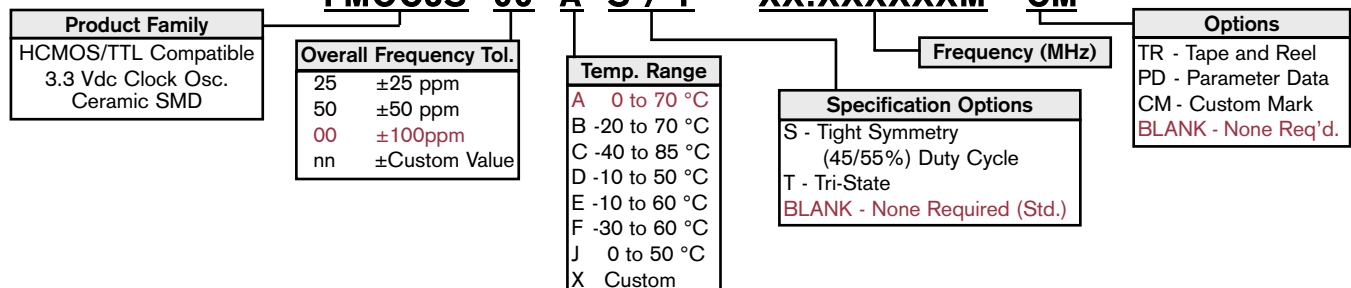 Product Family
HCMOS/TTL Compatible
3.3 Vdc Clock Osc.
Ceramic SMD
Overall Frequency Tol.
25 ±25 ppm
50 ±50 ppm
00 ±100ppm
nn ±Custom Value
Temp. Range
A 0 to 70 °C
B -20 to 70 °C
C -40 to 85 °C
D -10 to 50 °C
E -10 to 60 °C
F -30 to 60 °C
J 0 to 50 °C
X Custom
Specification Options
S - Tight Symmetry
(45/55%) Duty Cycle
T - Tri-State
BLANK - None Required (Std.)
Frequency (MHz)
Options
TR - Tape and Reel
PD - Parameter Data
CM - Custom Mark
BLANK - None Req'd.